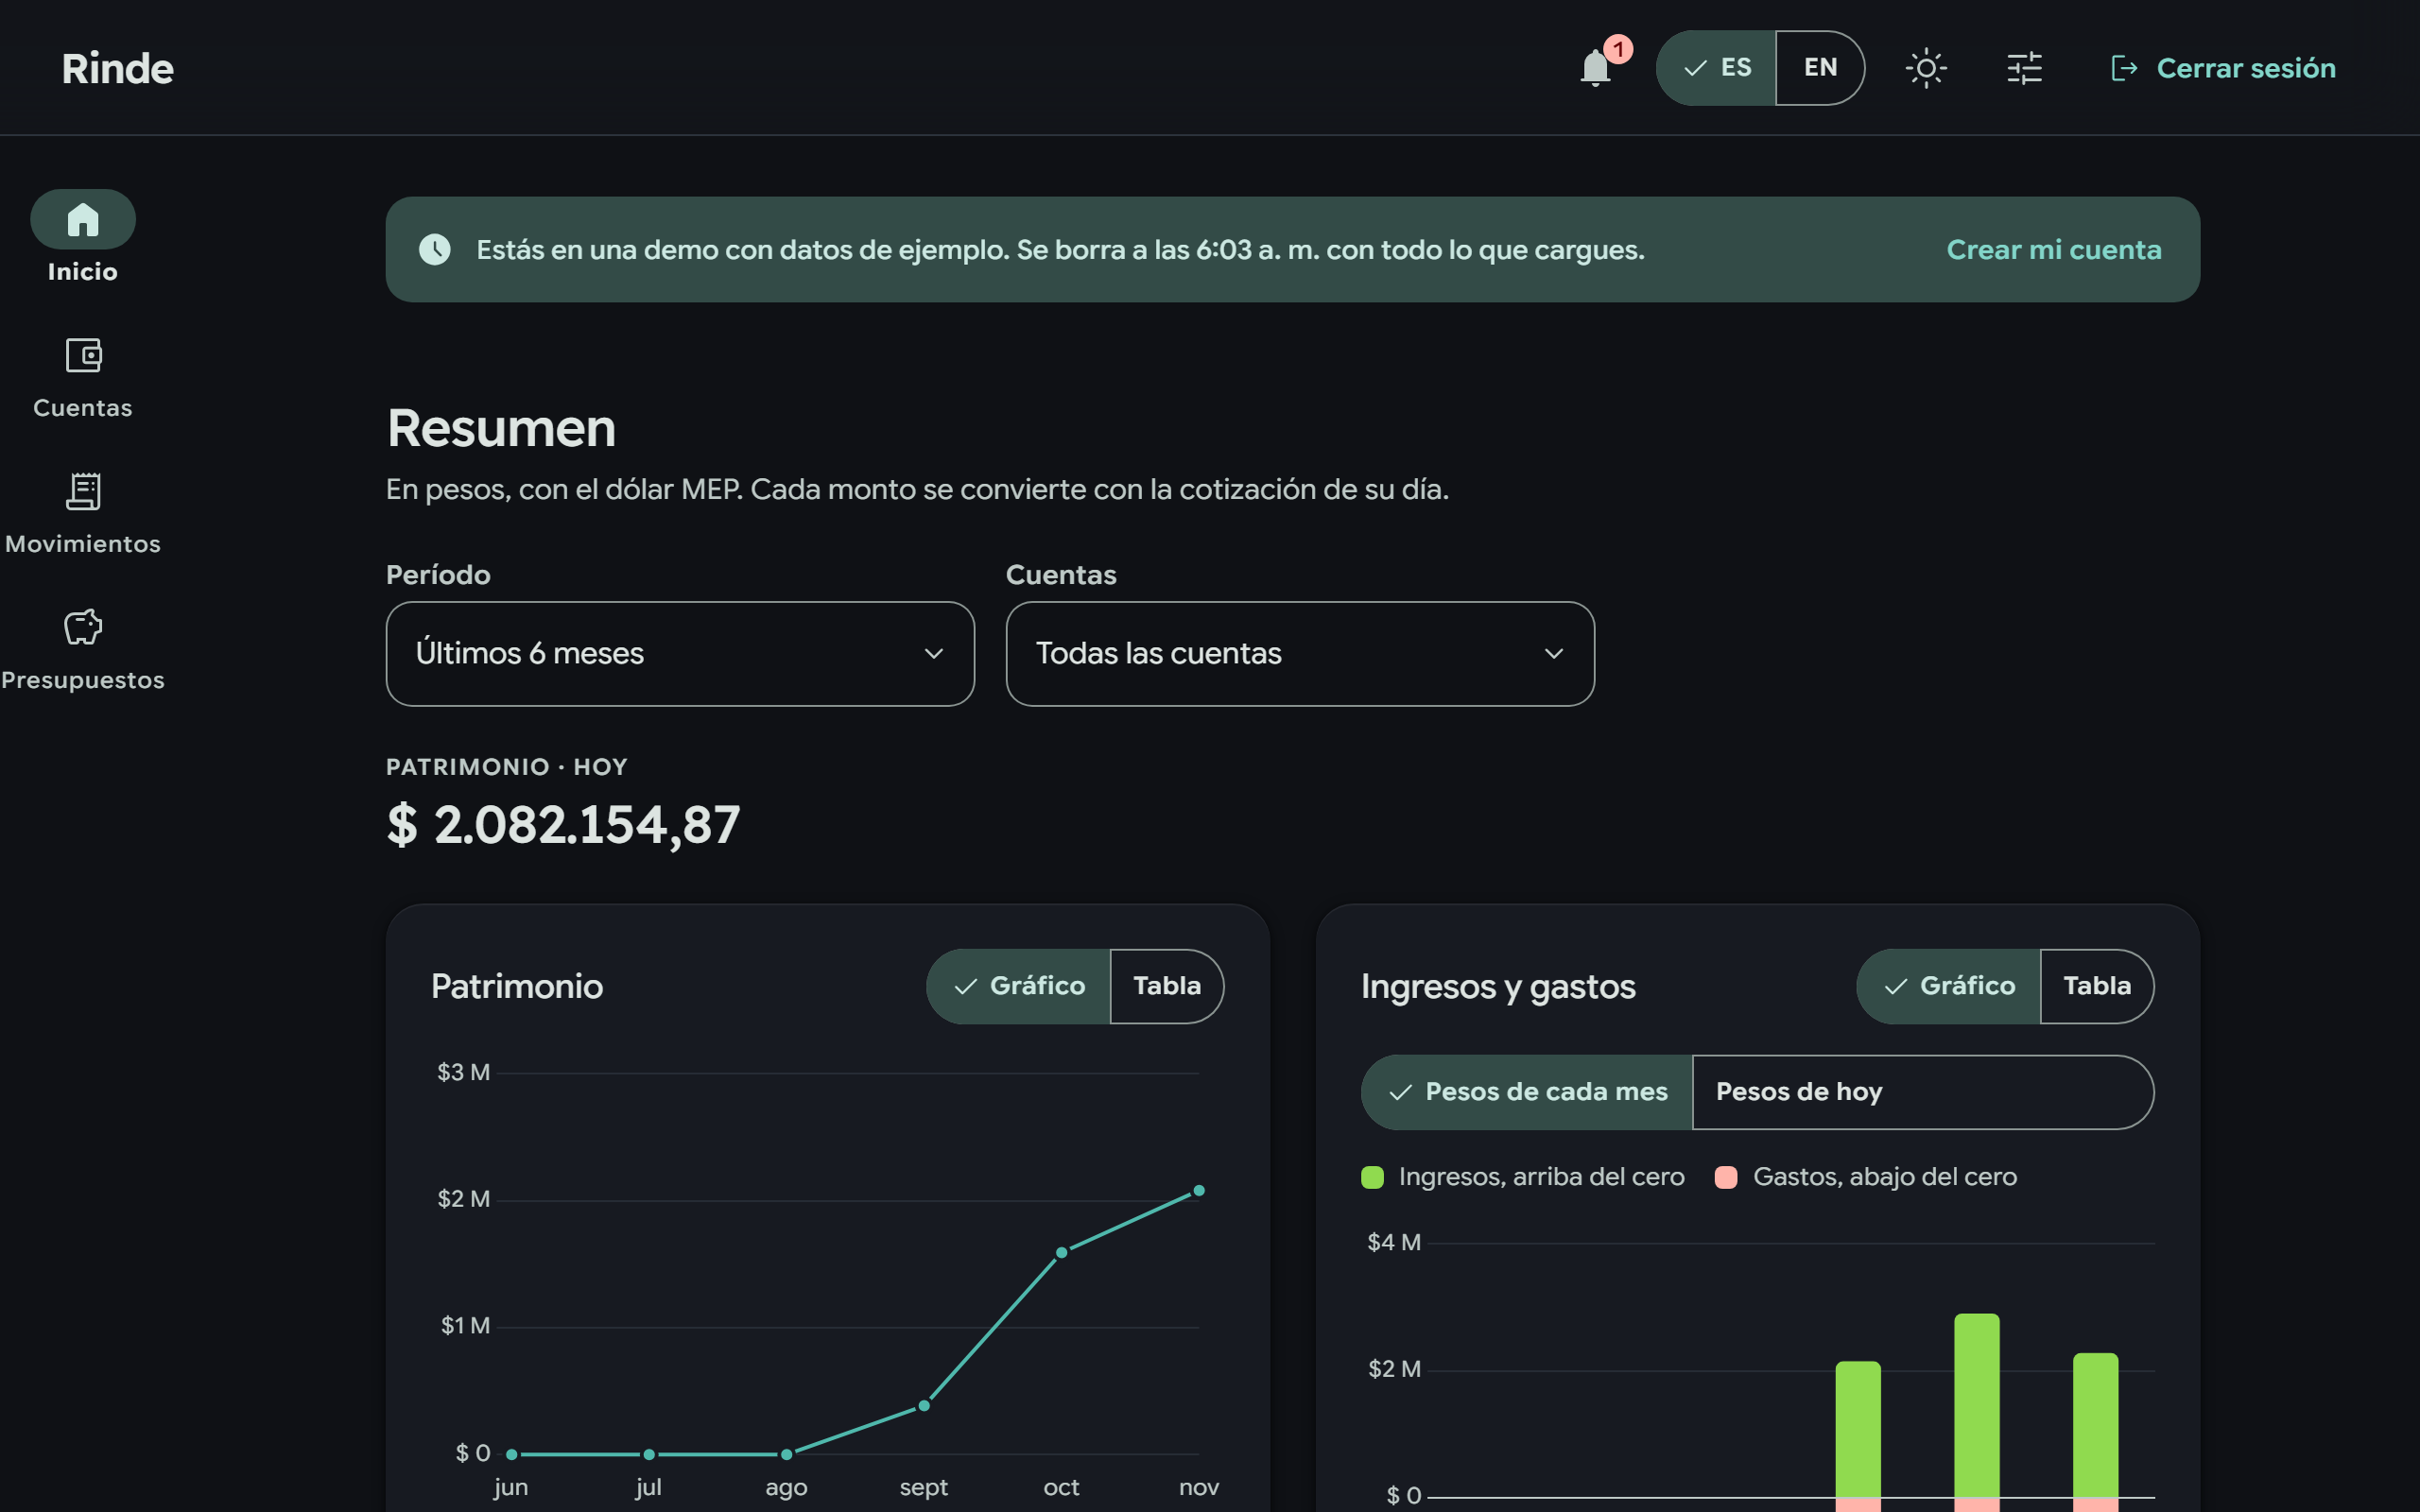 Rinde
1
ES
EN
Cerrar sesión
Inicio
Cuentas
Movimientos
Presupuestos
Estás en una demo con datos de ejemplo. Se borra a las 6:03 a. m. con todo lo que cargues.
Crear mi cuenta
Resumen
En pesos, con el dólar MEP. Cada monto se convierte con la cotización de su día.
Período
Cuentas
Últimos 6 meses
Todas las cuentas
PATRIMONIO · HOY
$ 2.082.154,87
Patrimonio
Gráfico
Tabla
$3 M
$2 M
$1 M
$ 0
jun
jul
ago
sept
oct
nov
Ingresos y gastos
Gráfico
Tabla
Pesos de cada mes
Pesos de hoy
Ingresos, arriba del cero
Gastos, abajo del cero
$4 M
$2 M
$ 0